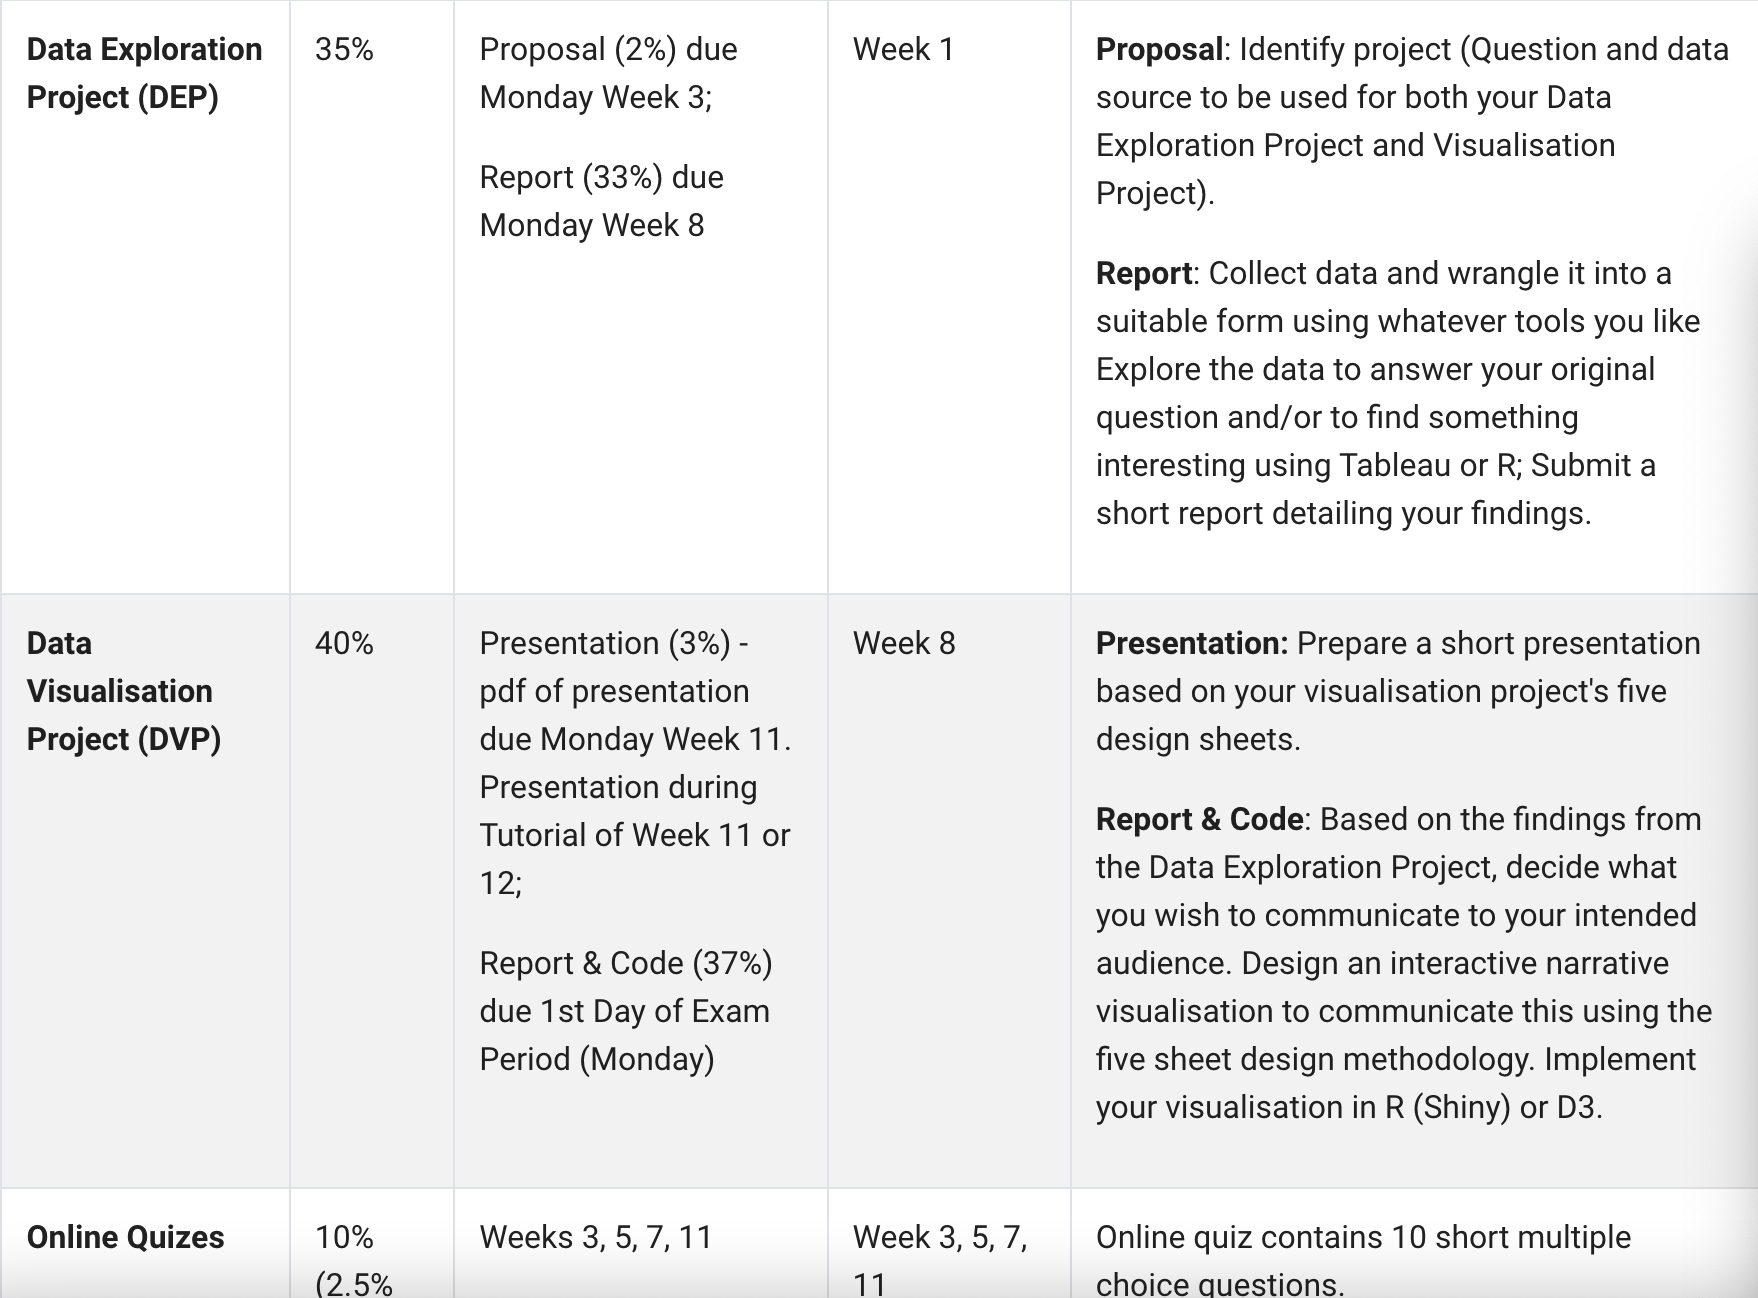 Data Exploration
Project (DEP)
35%
Proposal (2%) due
Monday Week 3;
Report (33%) due
Monday Week 8
Week 1
Proposal: Identify project (Question and data
source to be used for both your Data
Exploration Project and Visualisation
Project).
Report: Collect data and wrangle it into a
suitable form using whatever tools you like
Explore the data to answer your original
question and/or to find something
interesting using Tableau or R; Submit a
short report detailing your findings.
Data
Visualisation
Project (DVP)
40%
Presentation (3%) -
pdf of presentation
due Monday Week 11.
Presentation during
Tutorial of Week 11 or
12;
Report & Code (37%)
due 1st Day of Exam
Period (Monday)
Week 8
Presentation: Prepare a short presentation
based on your visualisation project's five
design sheets.
Report & Code: Based on the findings from
the Data Exploration Project, decide what
you wish to communicate to your intended
audience. Design an interactive narrative
visualisation to communicate this using the
five sheet design methodology. Implement
your visualisation in R (Shiny) or D3.
Online Quizes
10%
(2.5%
Weeks 3, 5, 7, 11
Week 3, 5, 7,
11
Online quiz contains 10 short multiple
choice questions.